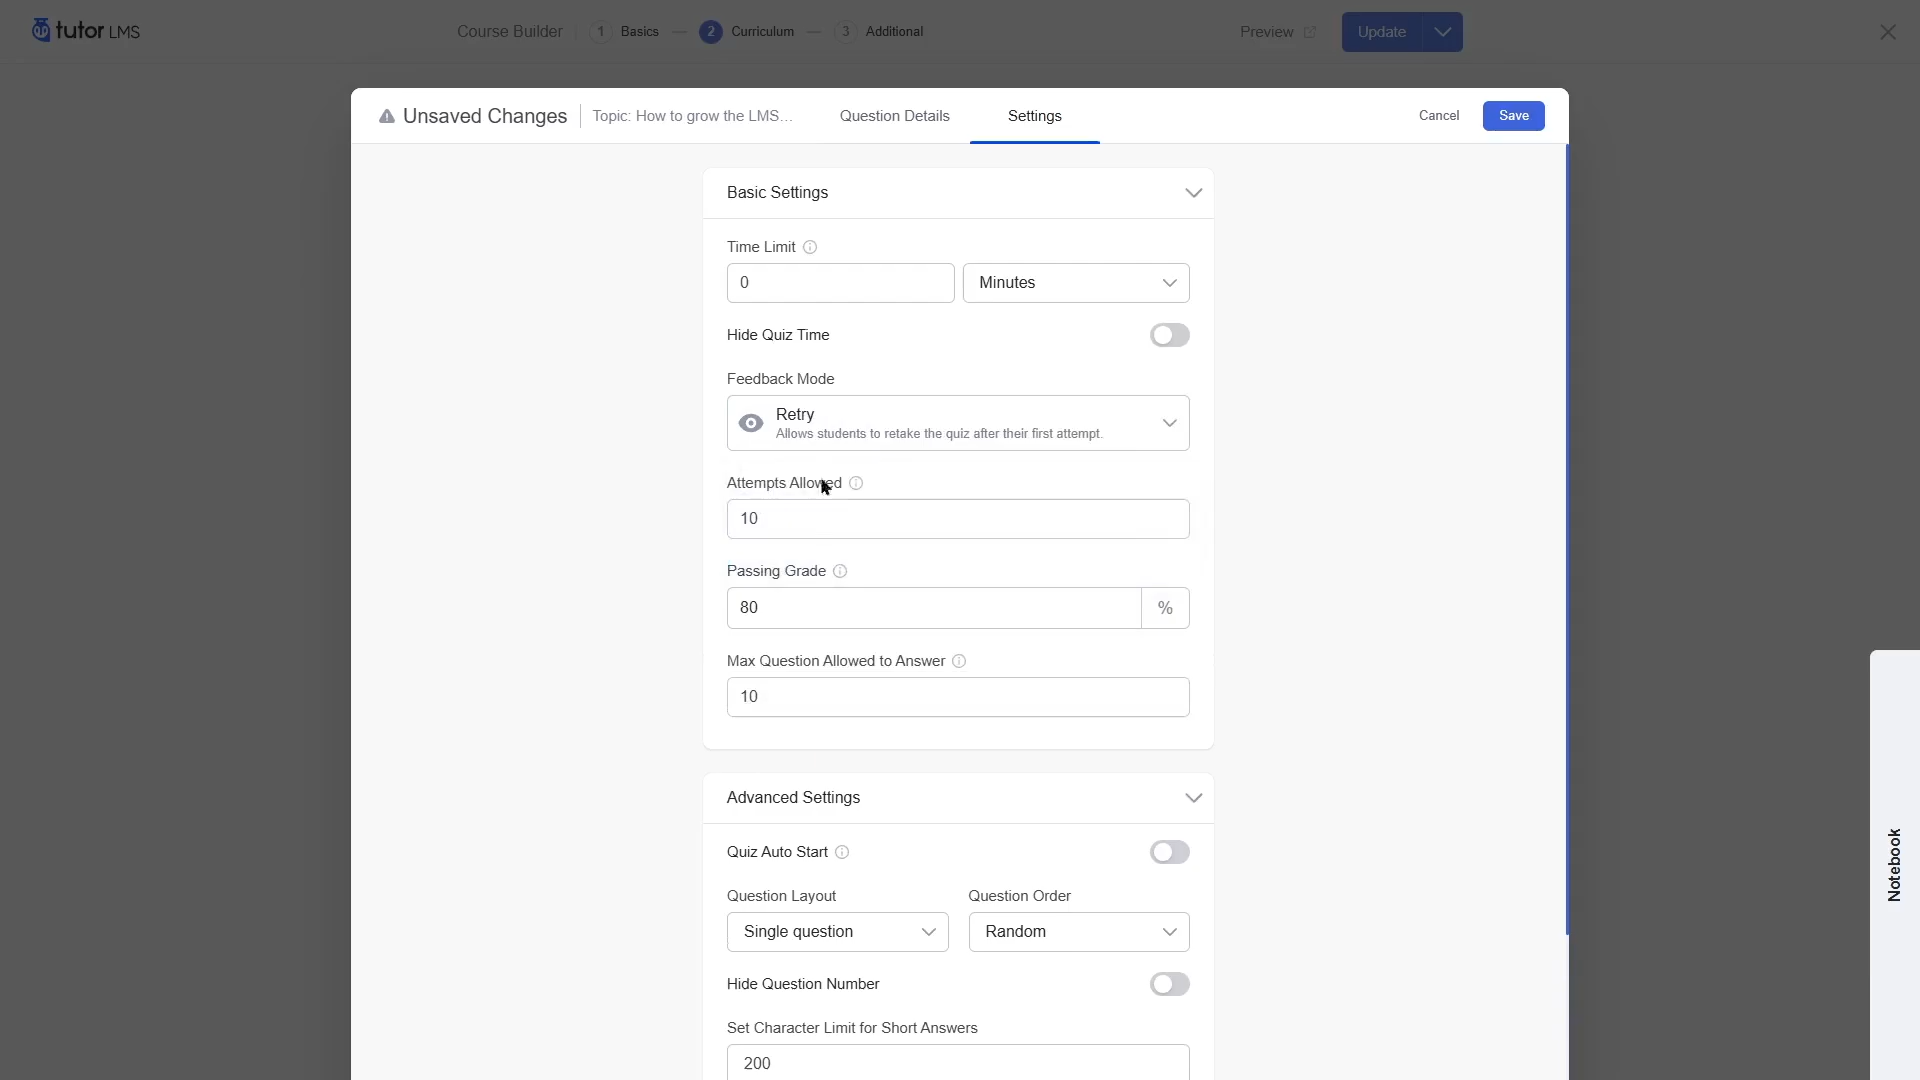 tutor LMS
Course Builder 1 Basics 2 Curriculum 3 Additional
Preview
Update
Unsaved Changes
Topic: How to grow the LMS...
Question Details
Settings
Cancel
Save
Basic Settings
Time Limit
0
Minutes
Hide Quiz Time
Feedback Mode
Retry
Allows students to retake the quiz after their first attempt.
Attempts Allowed
10
Passing Grade
80
%
Max Question Allowed to Answer
10
Advanced Settings
Quiz Auto Start
Question Layout
Question Order
Single question
Random
Hide Question Number
Set Character Limit for Short Answers
200
Notebook